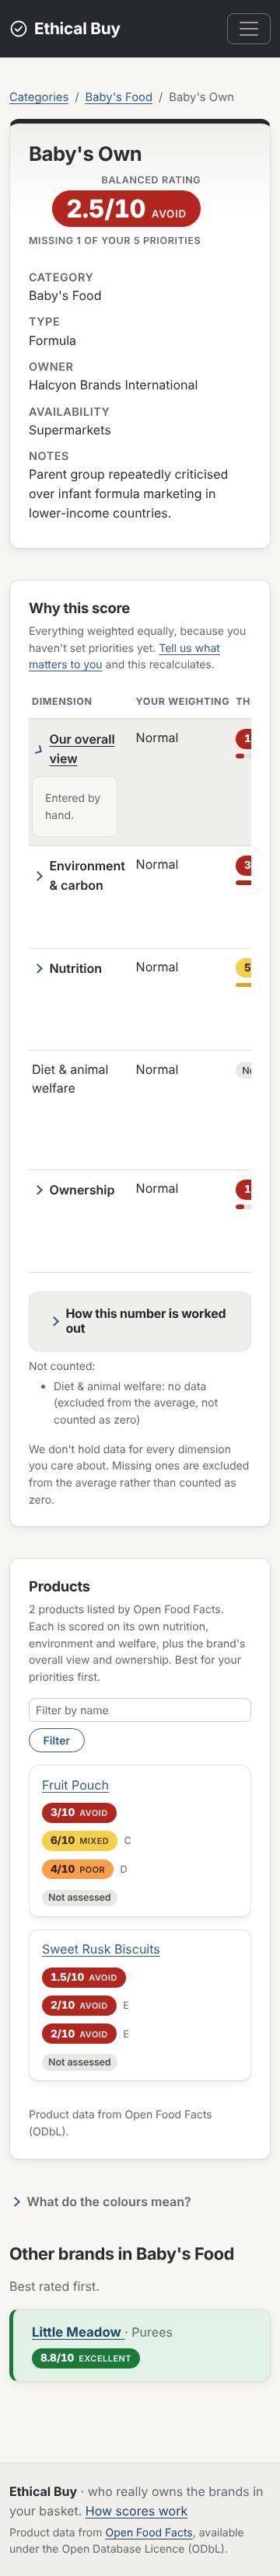 Ethical Buy
Categories / Baby's Food / Baby's Own
Baby's Own
BALANCED RATING
2.5/10 AVOID
MISSING 1 OF YOUR 5 PRIORITIES
CATEGORY
Baby's Food
TYPE
Formula
OWNER
Halcyon Brands International
AVAILABILITY
Supermarkets
NOTES
Parent group repeatedly criticised
over infant formula marketing in
lower-income countries.
Why this score
Everything weighted equally, because you
haven't set priorities yet. Tell us what
matters to you and this recalculates.
DIMENSION YOUR WEIGHTING TH
Our overall
view
Normal
1
Entered by
hand.
Environment
& carbon
Normal
3
Nutrition
Normal
5
Diet & animal
welfare
Normal
Ownership
Normal
1
How this number is worked
out
Not counted:
• Diet & animal welfare: no data
(excluded from the average, not
counted as zero)
We don't hold data for every dimension
you care about. Missing ones are excluded
from the average rather than counted as
zero.
Products
2 products listed by Open Food Facts.
Each is scored on its own nutrition,
environment and welfare, plus the brand's
overall view and ownership. Best for your
priorities first.
Filter by name
Filter
Fruit Pouch
3/10 AVOID
6/10 MIXED C
4/10 POOR D
Not assessed
Sweet Rusk Biscuits
1.5/10 AVOID
2/10 AVOID E
2/10 AVOID E
Not assessed
Product data from Open Food Facts
(ODbL).
What do the colours mean?
Other brands in Baby's Food
Best rated first.
Little Meadow · Purees
8.8/10 EXCELLENT
Ethical Buy · who really owns the brands in
your basket. How scores work
Product data from Open Food Facts, available
under the Open Database Licence (ODbL).